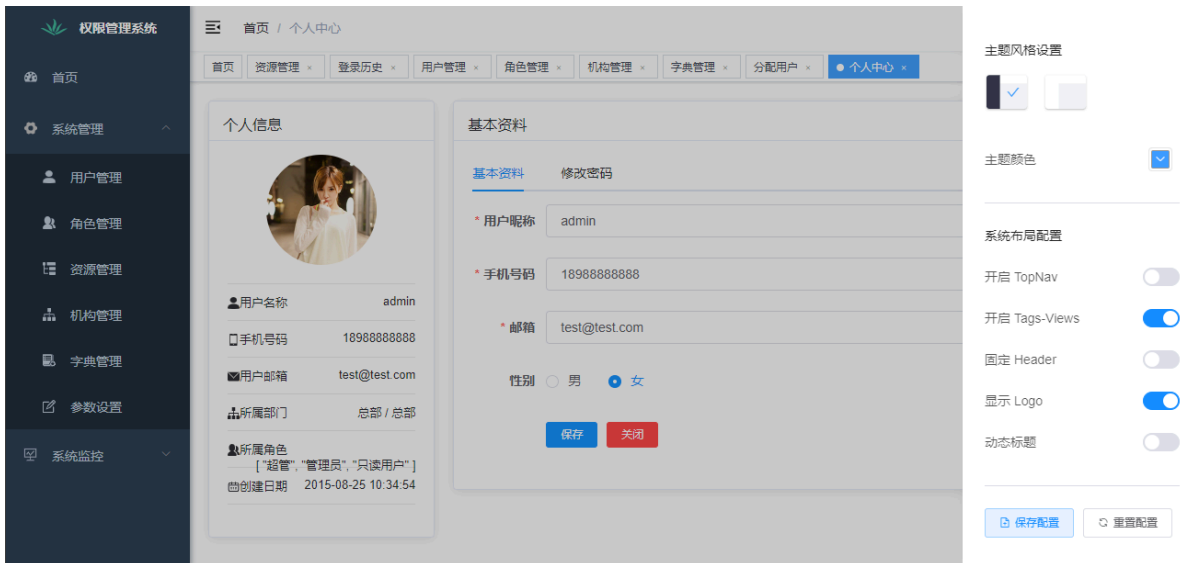 权限管理系统
首页
系统管理
用户管理
角色管理
资源管理
机构管理
字典管理
参数设置
系统监控
首页 / 个人中心
首页 资源管理 × 登录历史 × 用户管理 × 角色管理 × 机构管理 × 字典管理 × 分配用户 × 个人中心 ×
个人信息
用户名称 admin
手机号码 18988888888
用户邮箱 test@test.com
所属部门 总部 / 总部
所属角色
[ "超管", "管理员", "只读用户" ]
创建日期 2015-08-25 10:34:54
基本资料
基本资料 修改密码
* 用户昵称 admin
* 手机号码 18988888888
* 邮箱 test@test.com
性别 男 女
保存 关闭
主题风格设置
主题颜色
系统布局配置
开启 TopNav
开启 Tags-Views
固定 Header
显示 Logo
动态标题
保存配置 重置配置